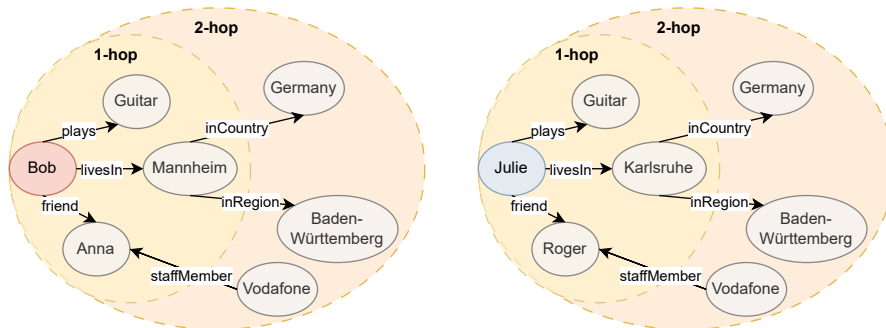 2-hop
1-hop
Germany
Guitar
plays
inCountry
Bob
livesIn
Mannheim
friend
inRegion
Baden-
Württemberg
Anna
staffMember
Vodafone
2-hop
1-hop
Germany
Guitar
plays
inCountry
Julie
livesIn
Karlsruhe
friend
inRegion
Baden-
Württemberg
Roger
staffMember
Vodafone